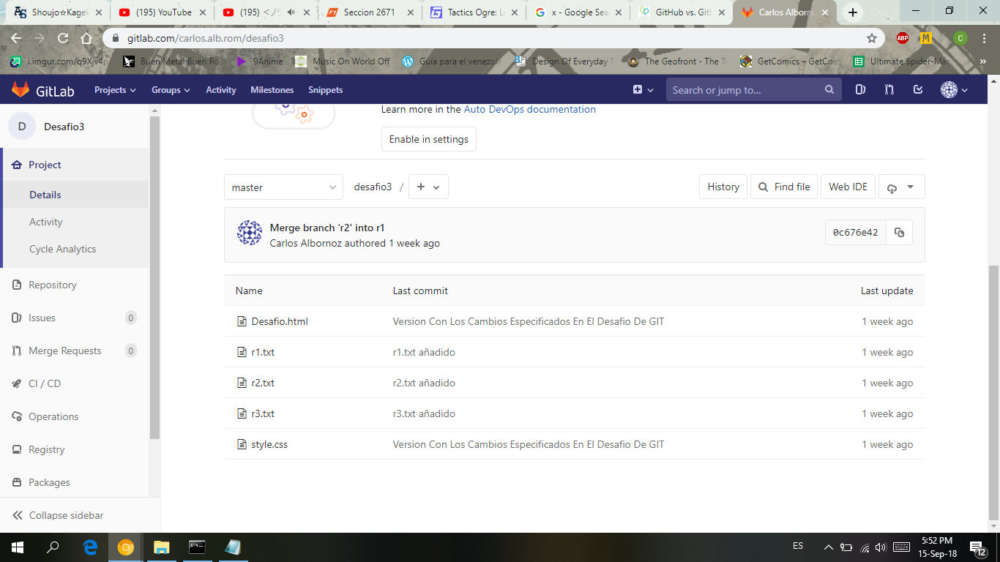 Shoujo☆Kagek
(195) YouTube
(195) <ノラ
Seccion 2671
Tactics Ogre: L
x - Google Sea
GitHub vs. Git
Carlos Alborno
gitlab.com/carlos.alb.rom/desafio3
ABP
M
C
i.imgur.com/q9Xjv4p
Buen Metal Buen Ro
9Anime
Music On World Off
Guía para el venezola
Design Of Everyday T
The Geofront - The T
GetComics – GetCom
Ultimate Spider-Man
»
GitLab
Projects
Groups
Activity
Milestones
Snippets
Search or jump to...
D
Desafio3
Project
Details
Activity
Cycle Analytics
Repository
Issues
0
Merge Requests
0
CI / CD
Operations
Registry
Packages
Collapse sidebar
Learn more in the Auto DevOps documentation
Enable in settings
master
desafio3 /
+
History
Find file
Web IDE
Merge branch 'r2' into r1
Carlos Albornoz authored 1 week ago
0c676e42
Name Last commit Last update
Desafio.html Version Con Los Cambios Especificados En El Desafio De GIT 1 week ago
r1.txt r1.txt añadido 1 week ago
r2.txt r2.txt añadido 1 week ago
r3.txt r3.txt añadido 1 week ago
style.css Version Con Los Cambios Especificados En El Desafio De GIT 1 week ago
ES
5:52 PM
15-Sep-18
12